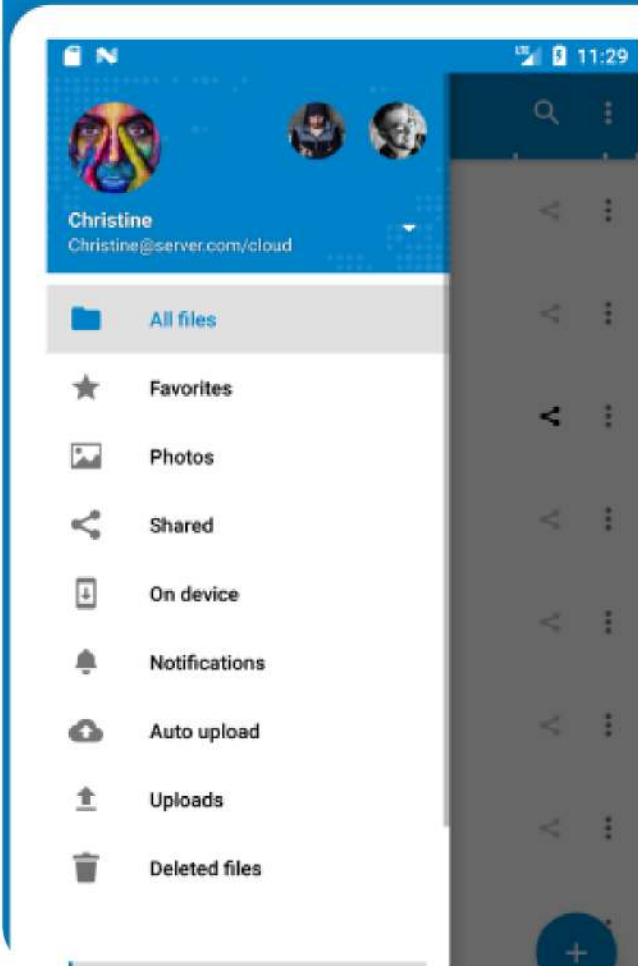 LTE 11:29
Christine
Christine@server.com/cloud
All files
Favorites
Photos
Shared
On device
Notifications
Auto upload
Uploads
Deleted files